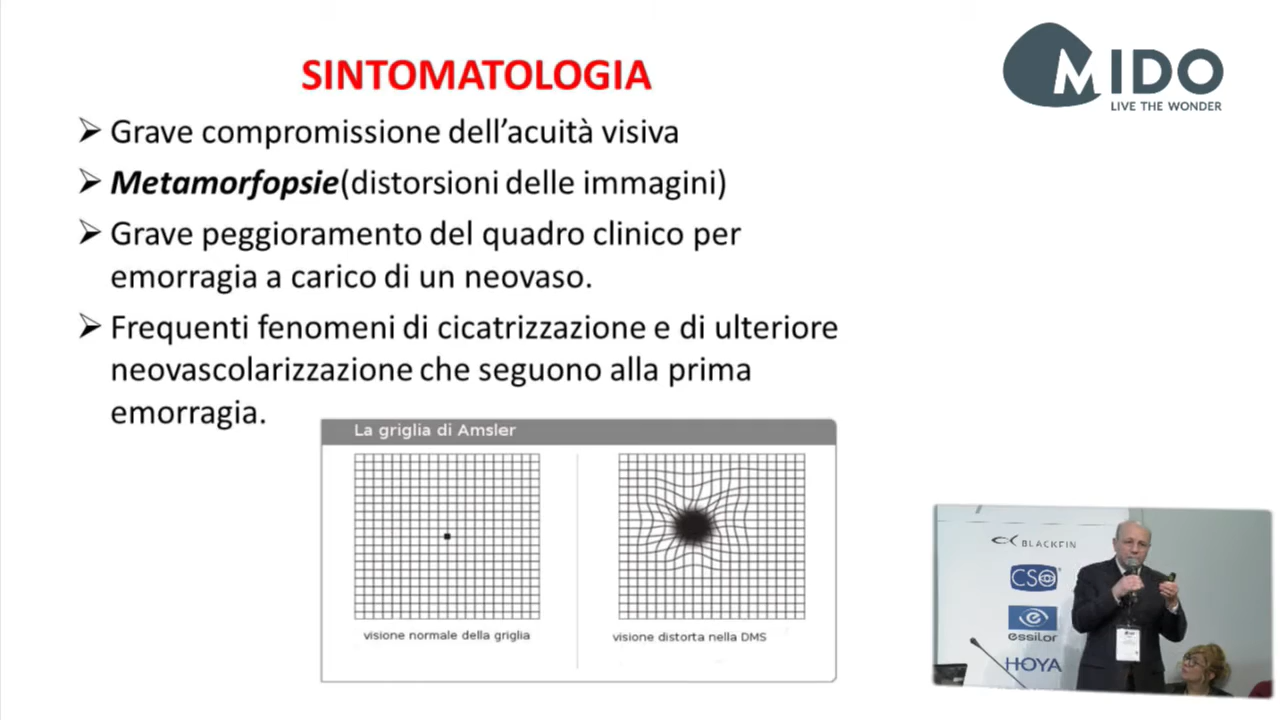 SINTOMATOLOGIA
MIDO
LIVE THE WONDER
➢ Grave compromissione dell'acuità visiva
➢ Metamorfopsie(distorsioni delle immagini)
➢ Grave peggioramento del quadro clinico per
emorragia a carico di un neovaso.
➢ Frequenti fenomeni di cicatrizzazione e di ulteriore
neovascolarizzazione che seguono alla prima
emorragia.
La griglia di Amsler
visione normale della griglia
visione distorta nella DMS
BLACKFIN
CSO
essilor
HOYA